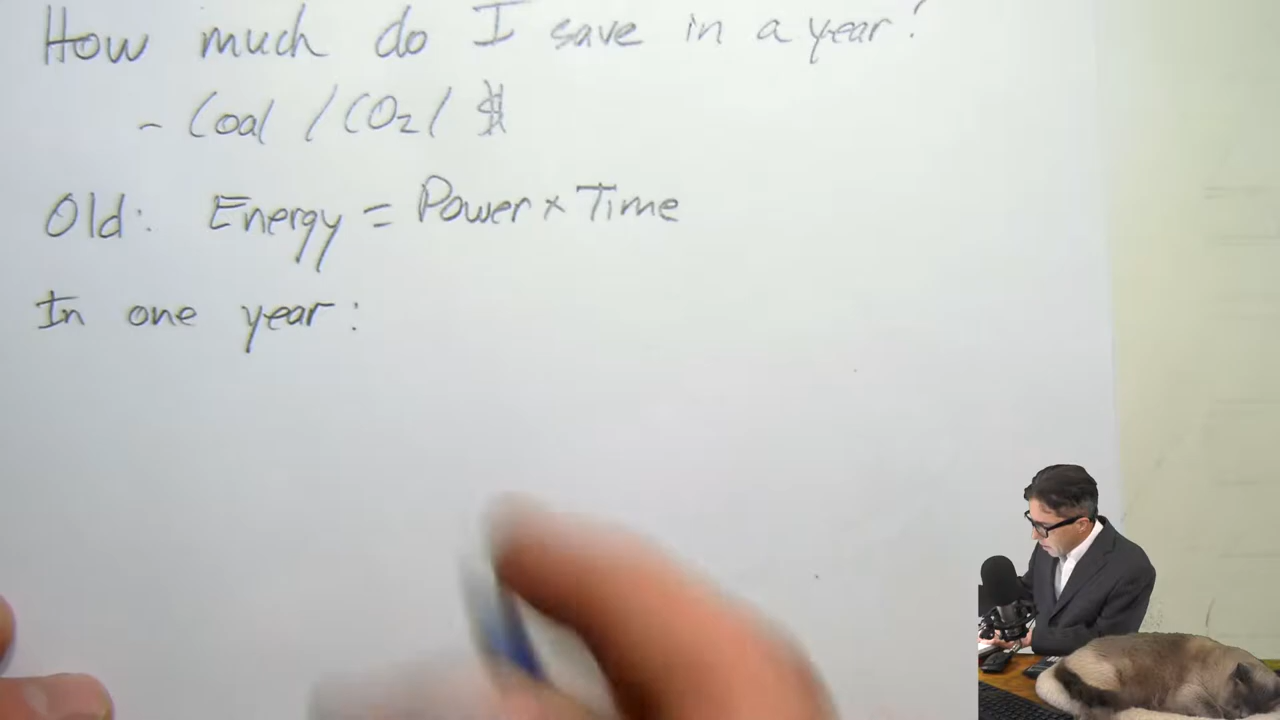 How much do I save in a year?
- Coal / CO₂ / $
Old: Energy = Power × Time
In one year: